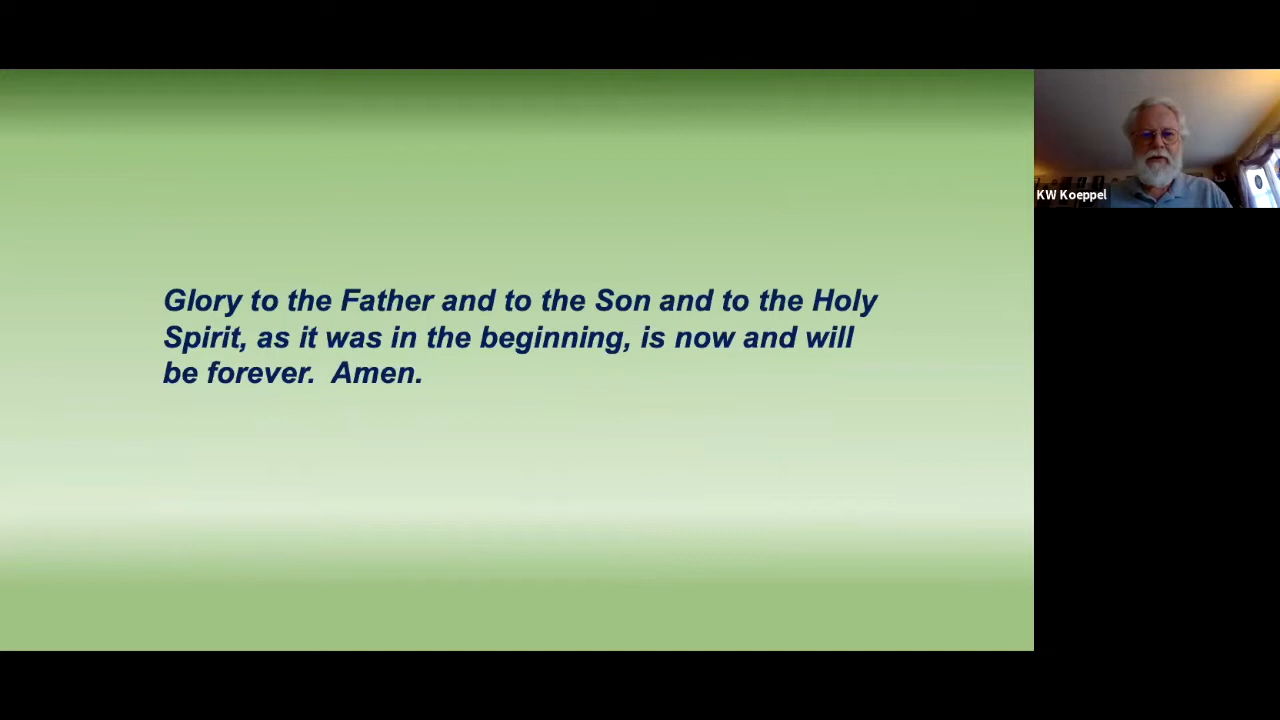 Glory to the Father and to the Son and to the Holy
Spirit, as it was in the beginning, is now and will
be forever.  Amen.
KW Koeppel